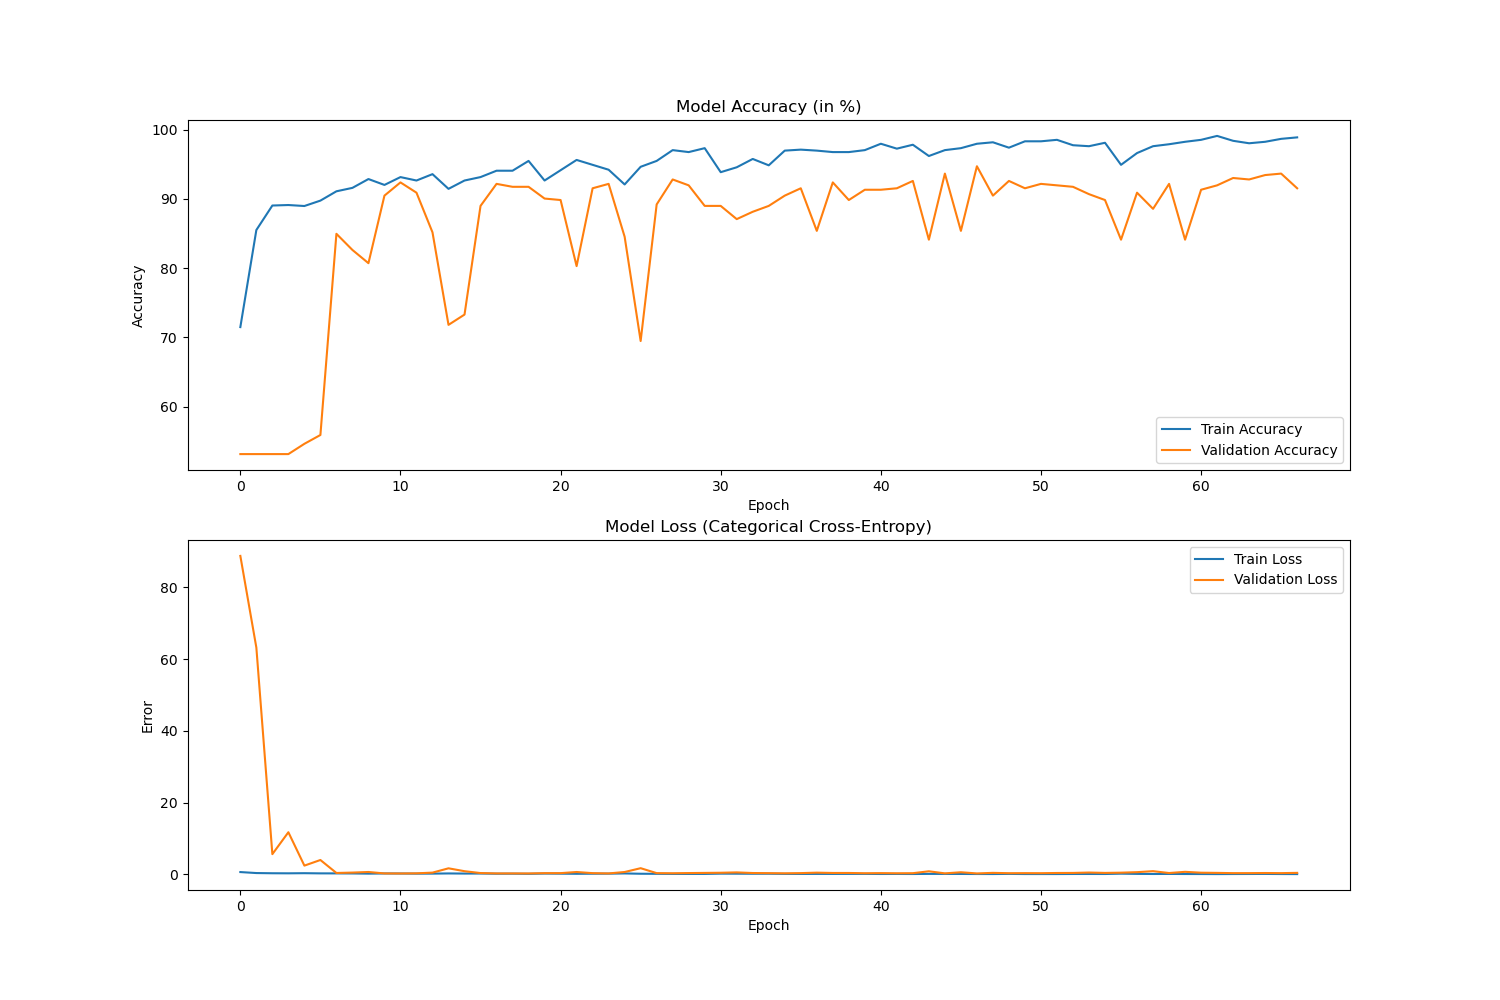 Model Accuracy (in %)
100
90
80
70
60
Accuracy
Train Accuracy
Validation Accuracy
0 10 20 30 40 50 60
Epoch
Model Loss (Categorical Cross-Entropy)
Train Loss
Validation Loss
80
60
40
20
0
Error
0 10 20 30 40 50 60
Epoch